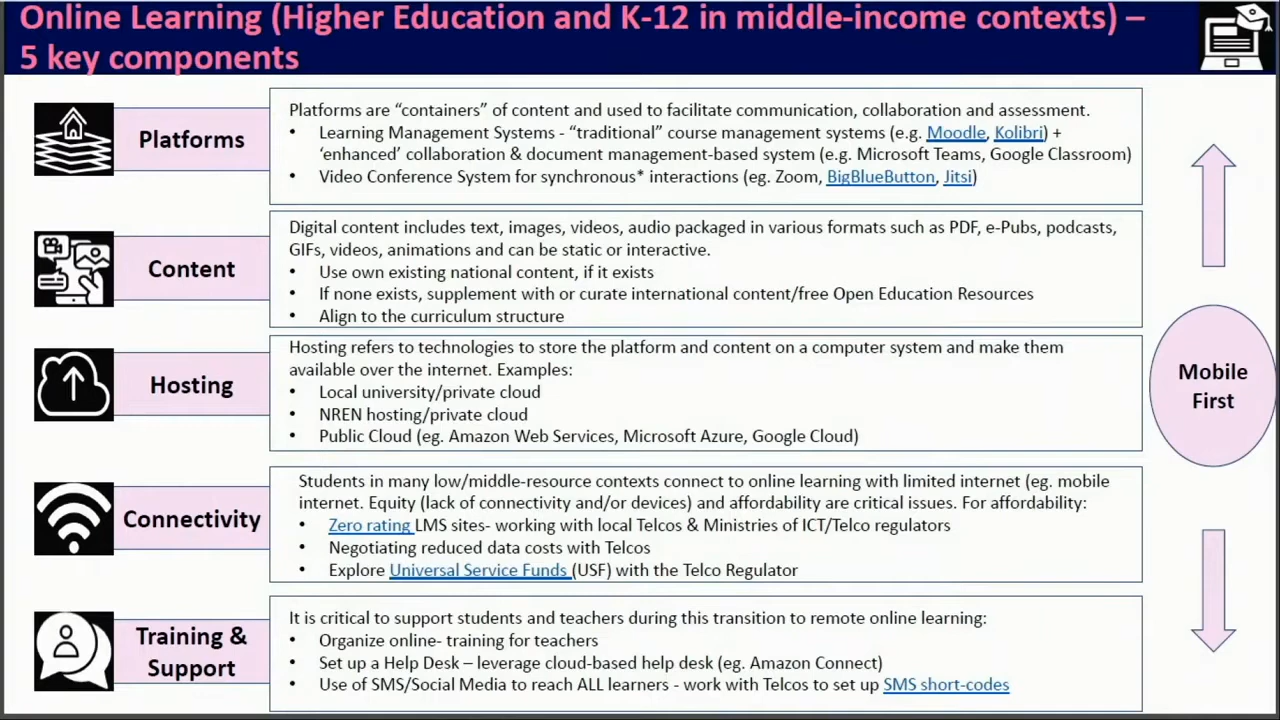 Online Learning (Higher Education and K-12 in middle-income contexts) –
5 key components
Platforms
Platforms are “containers” of content and used to facilitate communication, collaboration and assessment.
• Learning Management Systems - “traditional” course management systems (e.g. Moodle, Kolibri) +
‘enhanced’ collaboration & document management-based system (e.g. Microsoft Teams, Google Classroom)
• Video Conference System for synchronous* interactions (eg. Zoom, BigBlueButton, Jitsi)
Content
Digital content includes text, images, videos, audio packaged in various formats such as PDF, e-Pubs, podcasts,
GIFs, videos, animations and can be static or interactive.
• Use own existing national content, if it exists
• If none exists, supplement with or curate international content/free Open Education Resources
• Align to the curriculum structure
Hosting
Hosting refers to technologies to store the platform and content on a computer system and make them
available over the internet. Examples:
• Local university/private cloud
• NREN hosting/private cloud
• Public Cloud (eg. Amazon Web Services, Microsoft Azure, Google Cloud)
Connectivity
Students in many low/middle-resource contexts connect to online learning with limited internet (eg. mobile
internet. Equity (lack of connectivity and/or devices) and affordability are critical issues. For affordability:
• Zero rating LMS sites- working with local Telcos & Ministries of ICT/Telco regulators
• Negotiating reduced data costs with Telcos
• Explore Universal Service Funds (USF) with the Telco Regulator
Training &
Support
It is critical to support students and teachers during this transition to remote online learning:
• Organize online- training for teachers
• Set up a Help Desk – leverage cloud-based help desk (eg. Amazon Connect)
• Use of SMS/Social Media to reach ALL learners - work with Telcos to set up SMS short-codes
Mobile
First